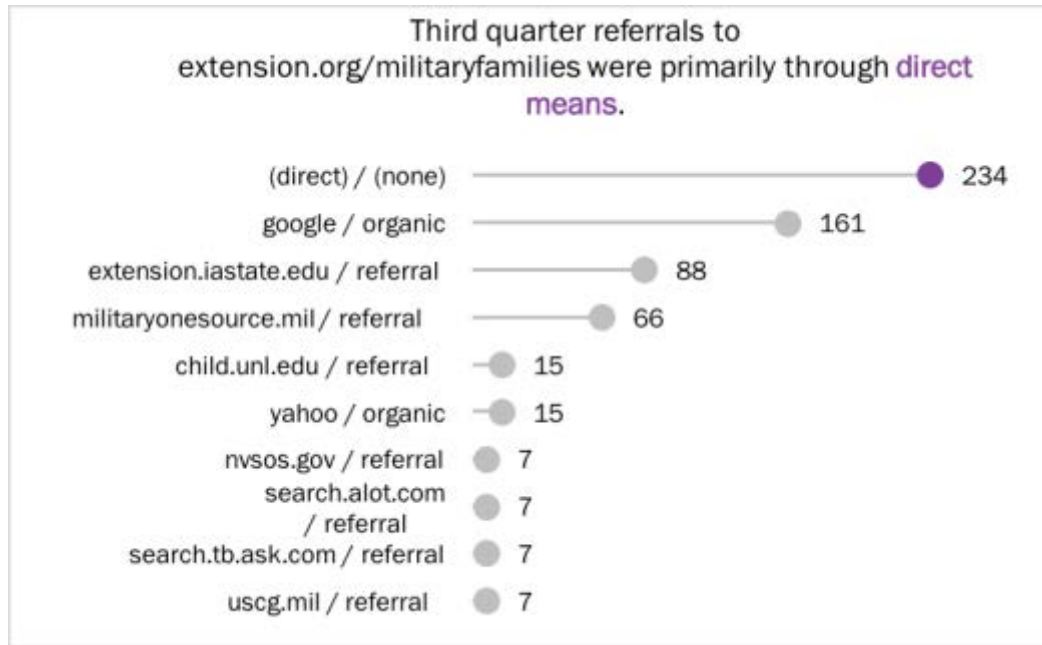 Third quarter referrals to
extension.org/militaryfamilies were primarily through direct
means.
(direct) / (none) 234
google / organic 161
extension.iastate.edu / referral 88
militaryonesource.mil / referral 66
child.unl.edu / referral 15
yahoo / organic 15
nvsos.gov / referral 7
search.alot.com
/ referral 7
search.tb.ask.com / referral 7
uscg.mil / referral 7